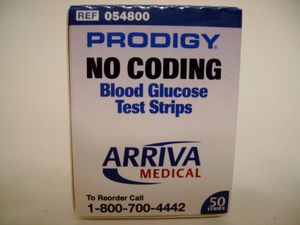 REF 054800
PRODIGY®
NO CODING
Blood Glucose
Test Strips
ARRIVA
MEDICAL
To Reorder Call
1-800-700-4442
50
STRIPS